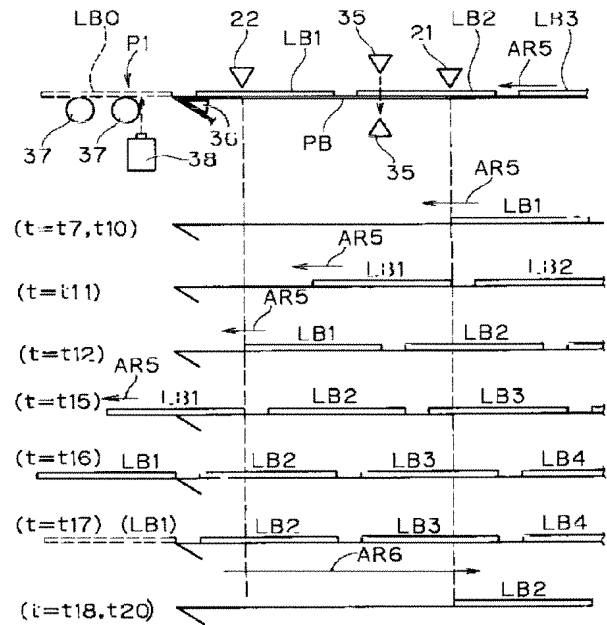 LB0 P1 22 LB1 35 21 LB2 LB3
AR5
37 37 38 36 PB 35
AR5
(t=t7,t10) LB1
AR5
(t=t11) LB1 LB2
AR5
(t=t12) LB1 LB2
AR5
(t=t15) LB1 LB2 LB3
(t=t16) LB1 LB2 LB3 LB4
(t=t17) (LB1) LB2 LB3 LB4
AR6
(t=t18,t20) LB2